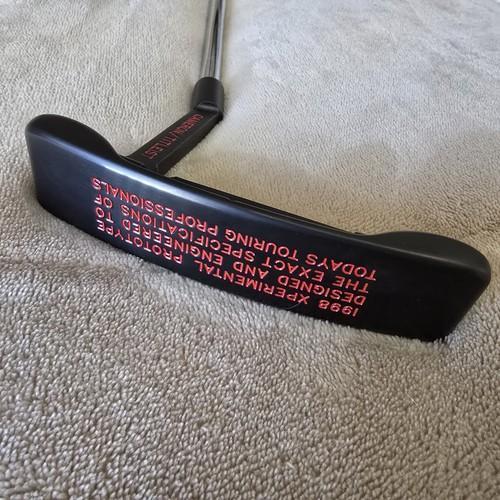 CAMERON / TITLEIST
1998 XPERIMENTAL PROTOTYPE
DESIGNED AND ENGINEERED TO
THE EXACT SPECIFICATIONS OF
TODAYS TOURING PROFESSIONALS